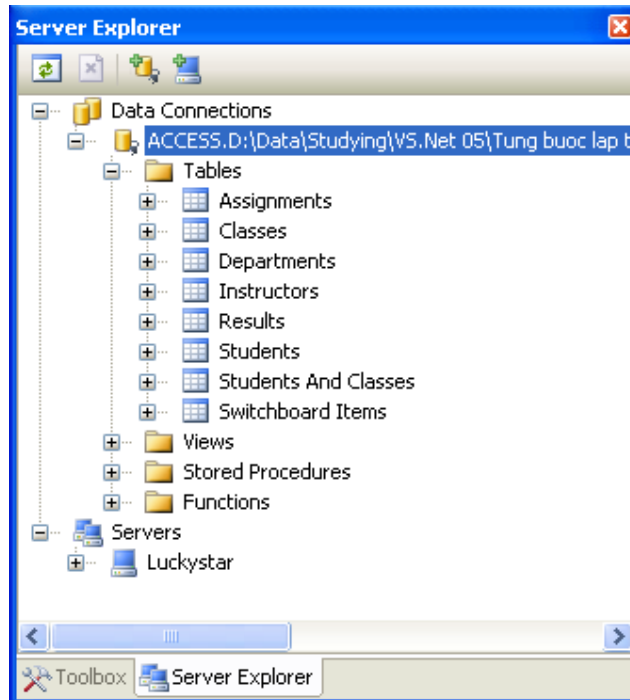 Server Explorer
Data Connections
ACCESS.D:\Data\Studying\VS.Net 05\Tung buoc lap t
Tables
Assignments
Classes
Departments
Instructors
Results
Students
Students And Classes
Switchboard Items
Views
Stored Procedures
Functions
Servers
Luckystar
Toolbox Server Explorer